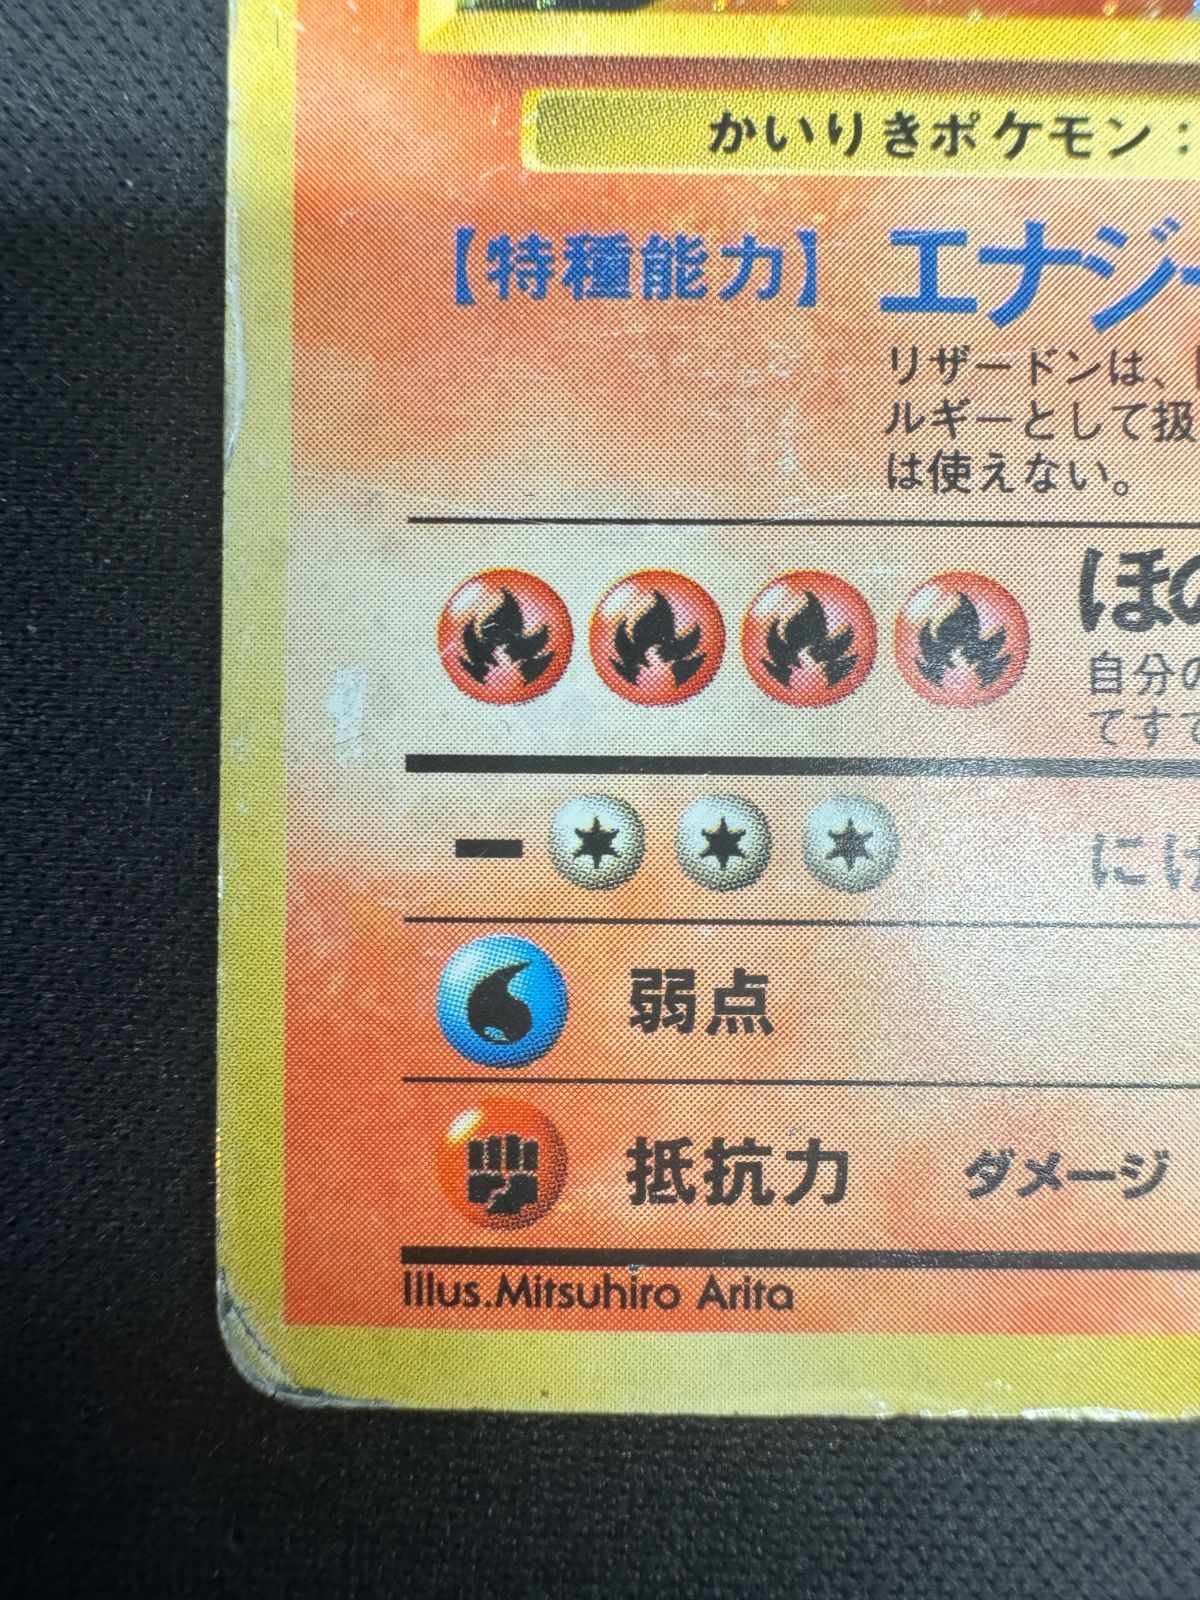 かいりきポケモン：
【特種能力】 エナジー
リザードンは、
ルギーとして扱
は使えない。
ほの
自分の
てすて
ー にげ
弱点
抵抗力 ダメージ
Illus.Mitsuhiro Arita